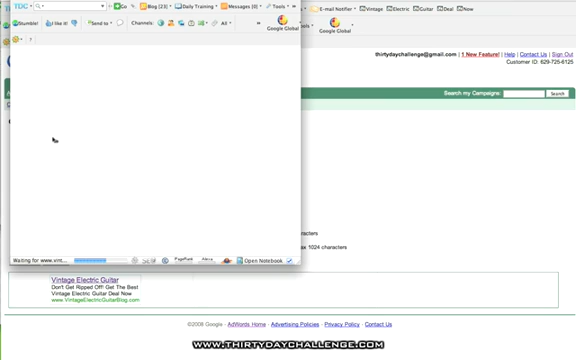 TDC Go Blog (23) Daily Training Messages (0) Tools E-mail Notifier Vintage Electric Guitar Deal Now
Stumble! I like it! Send to Channels: All Google Global Google Global
thirtydaychallenge@gmail.com | 1 New Feature! | Help | Contact Us | Sign Out
Customer ID: 629-725-6125
Search my Campaigns: Search
aracters
ax 1024 characters
Waiting for www.vint... Open Notebook
Vintage Electric Guitar
Don't Get Ripped Off! Get The Best
Vintage Electric Guitar Deal Now
www.VintageElectricGuitarBlog.com
©2008 Google - AdWords Home - Advertising Policies - Privacy Policy - Contact Us
WWW.THIRTYDAYCHALLENGE.COM